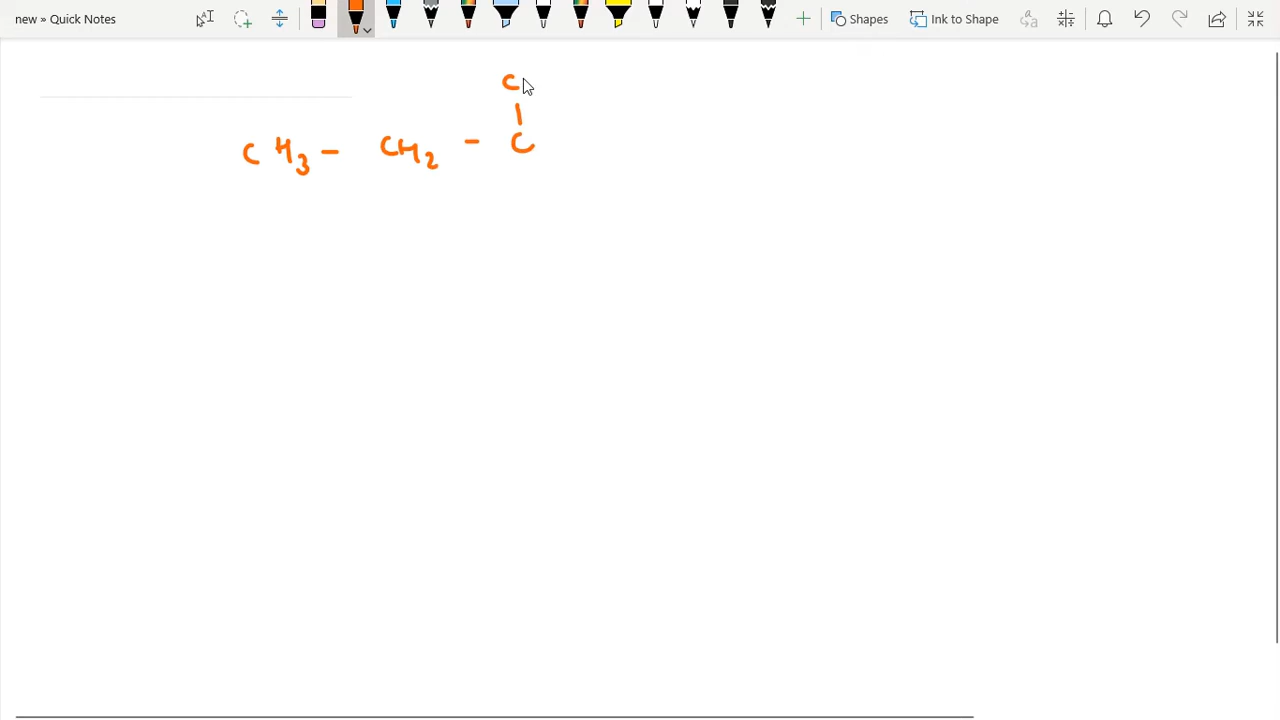 new » Quick Notes
Shapes
Ink to Shape
C
CH3 - CH2 - C